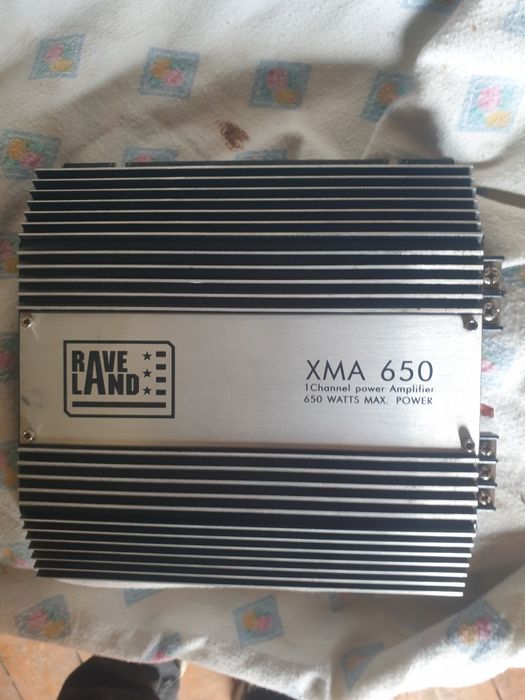 RAVE
LAND
XMA 650
1Channel power Amplifier
650 WATTS MAX. POWER